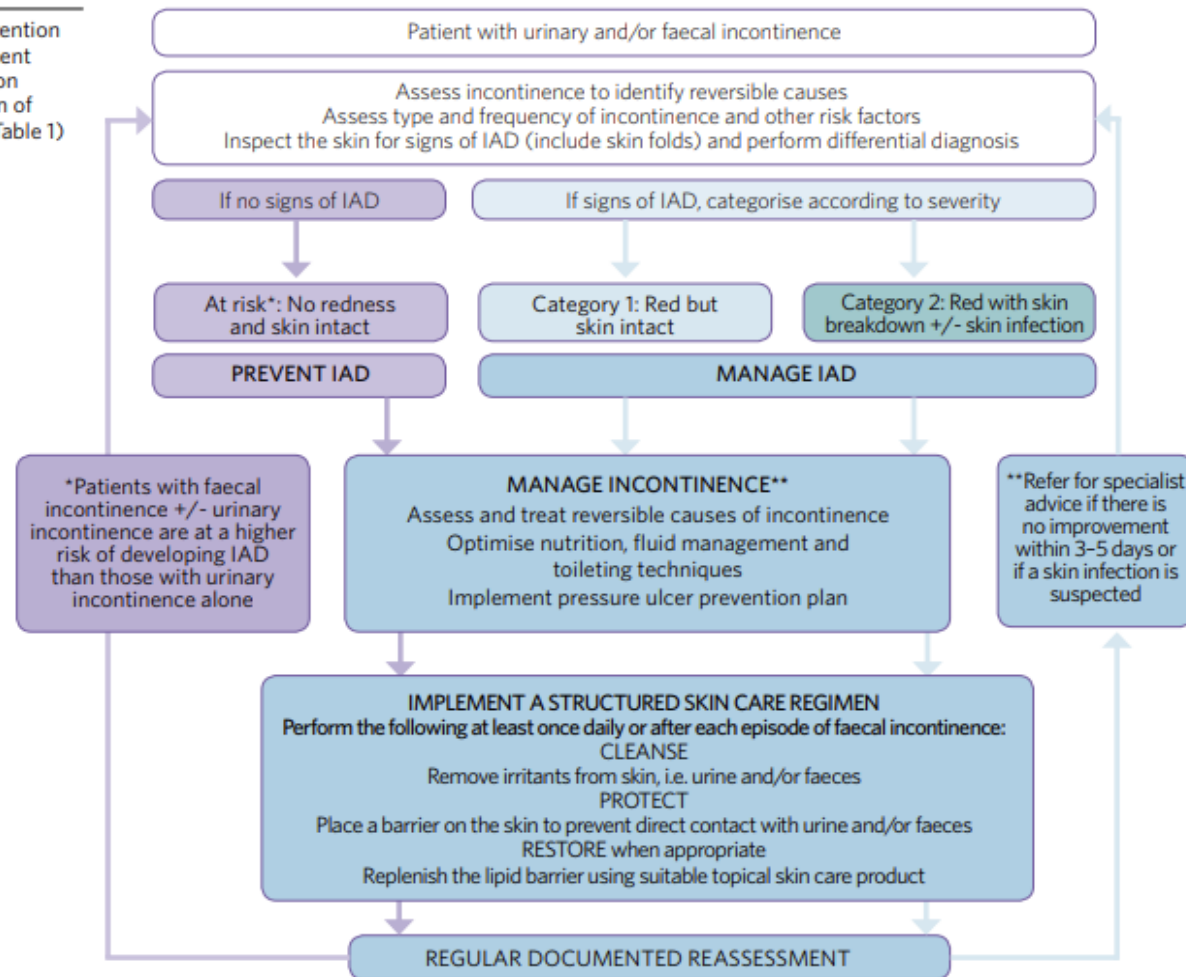 ention
ent
on
of
Table 1)
Patient with urinary and/or faecal incontinence
Assess incontinence to identify reversible causes
Assess type and frequency of incontinence and other risk factors
Inspect the skin for signs of IAD (include skin folds) and perform differential diagnosis
If no signs of IAD
If signs of IAD, categorise according to severity
At risk*: No redness
and skin intact
Category 1: Red but
skin intact
Category 2: Red with skin
breakdown +/- skin infection
PREVENT IAD
MANAGE IAD
*Patients with faecal
incontinence +/- urinary
incontinence are at a higher
risk of developing IAD
than those with urinary
incontinence alone
MANAGE INCONTINENCE**
Assess and treat reversible causes of incontinence
Optimise nutrition, fluid management and
toileting techniques
Implement pressure ulcer prevention plan
**Refer for specialist
advice if there is
no improvement
within 3–5 days or
if a skin infection is
suspected
IMPLEMENT A STRUCTURED SKIN CARE REGIMEN
Perform the following at least once daily or after each episode of faecal incontinence:
CLEANSE
Remove irritants from skin, i.e. urine and/or faeces
PROTECT
Place a barrier on the skin to prevent direct contact with urine and/or faeces
RESTORE when appropriate
Replenish the lipid barrier using suitable topical skin care product
REGULAR DOCUMENTED REASSESSMENT